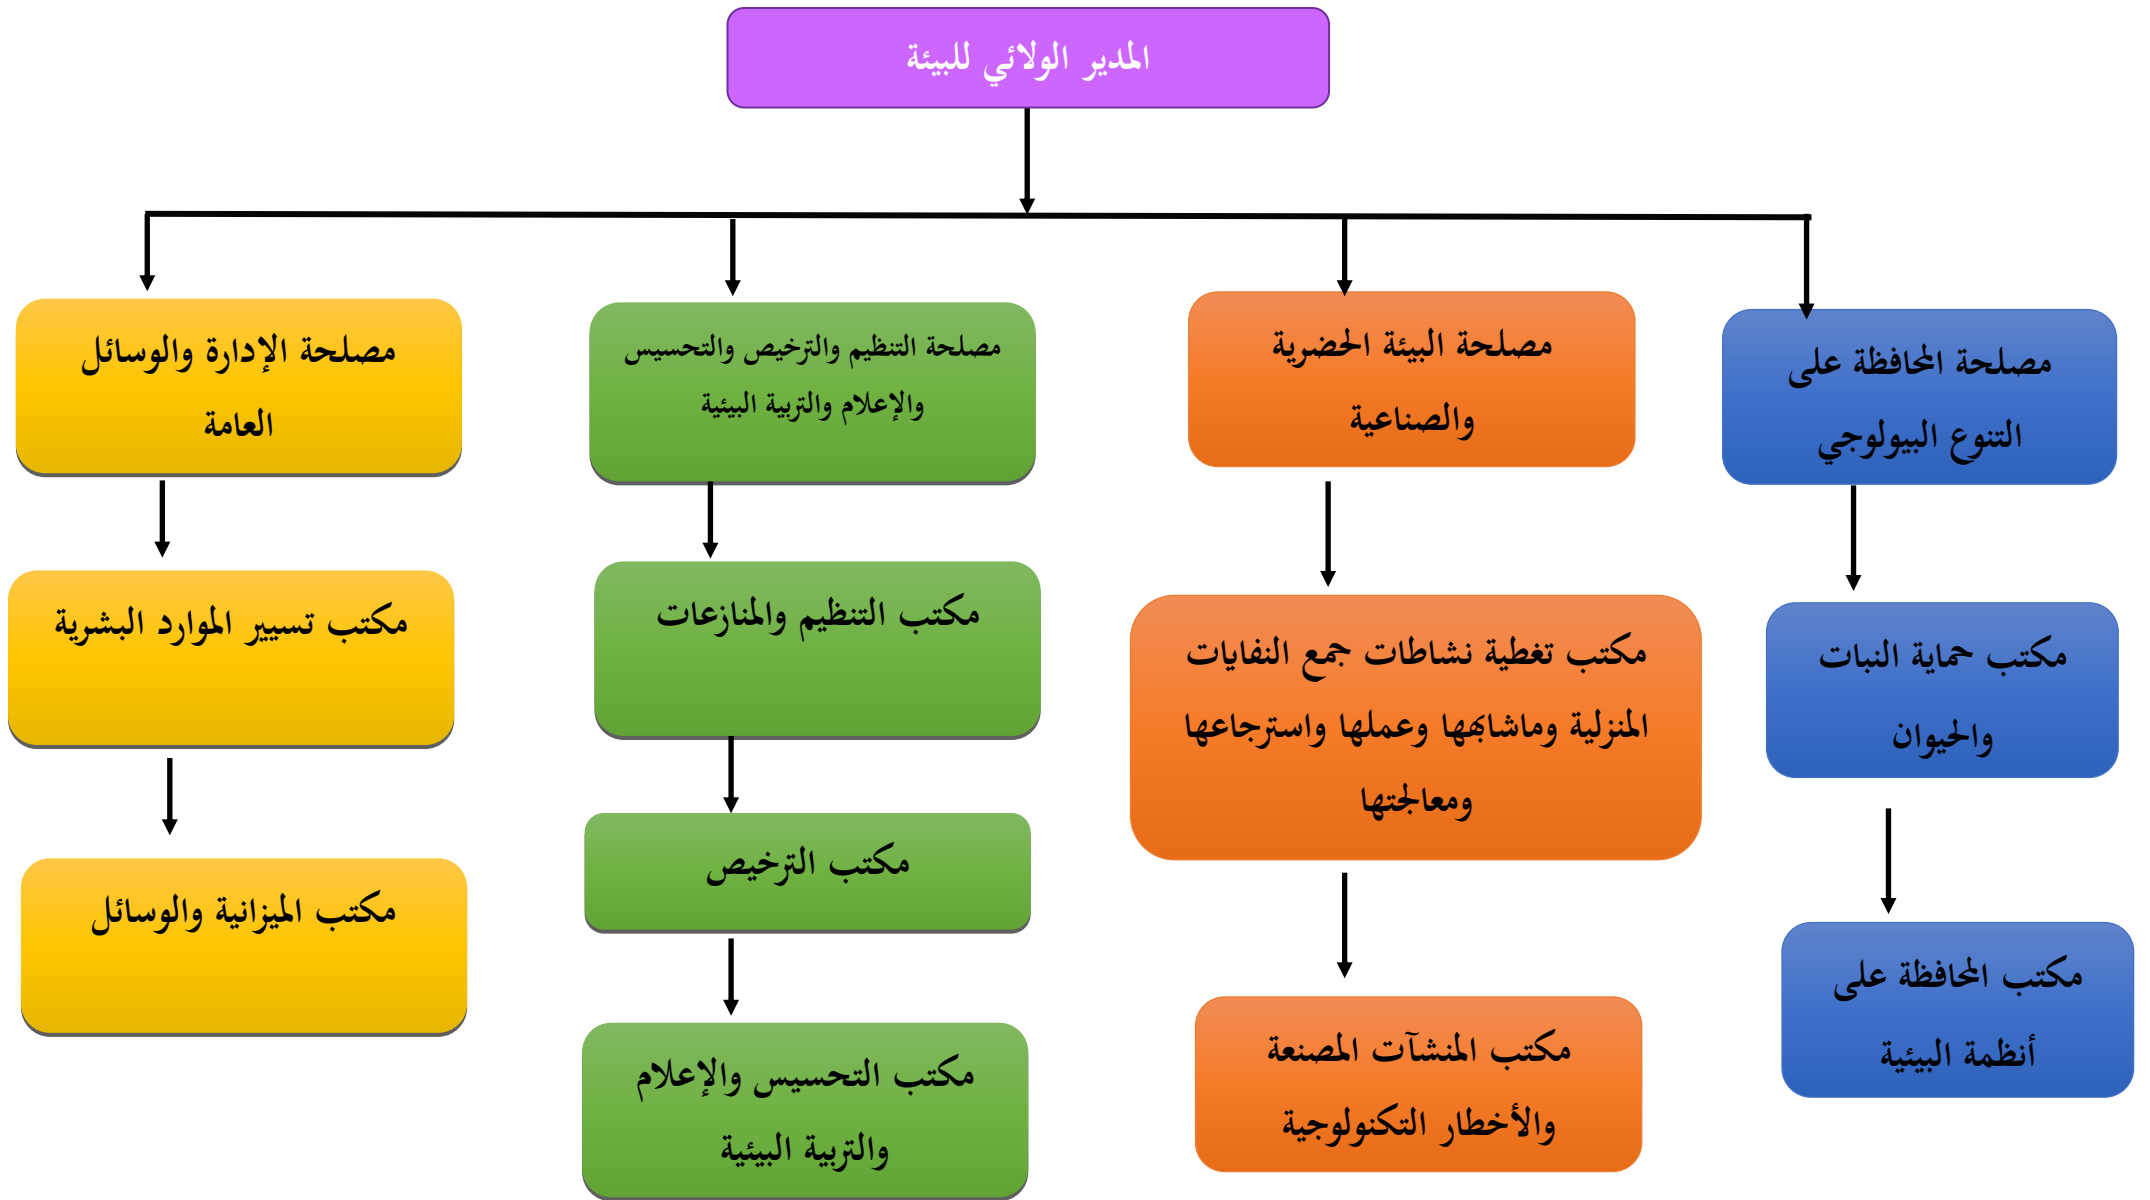 المدير الولائي للبيئة
مصلحة المحافظة على
التنوع البيولوجي
مصلحة البيئة الحضرية
والصناعية
مصلحة التنظيم والترخيص والتحسيس
والإعلام والتربية البيئية
مصلحة الإدارة والوسائل
العامة
مكتب حماية النبات
والحيوان
مكتب تغطية نشاطات جمع النفايات
المنزلية وماشابهها وعملها واسترجاعها
ومعالجتها
مكتب التنظيم والمنازعات
مكتب تسيير الموارد البشرية
مكتب المحافظة على
أنظمة البيئية
مكتب المنشآت المصنعة
والأخطار التكنولوجية
مكتب الترخيص
مكتب الميزانية والوسائل
مكتب التحسيس والإعلام
والتربية البيئية